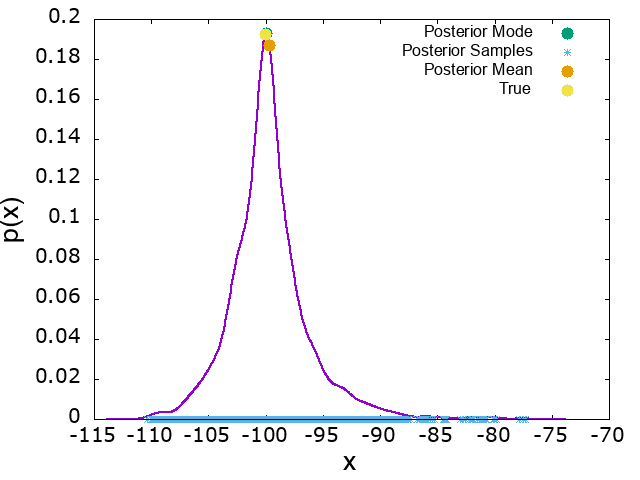 0.2
0.18
0.16
0.14
0.12
0.1
0.08
0.06
0.04
0.02
0
p(x)
Posterior Mode
Posterior Samples
Posterior Mean
True
-115 -110 -105 -100 -95 -90 -85 -80 -75 -70
x